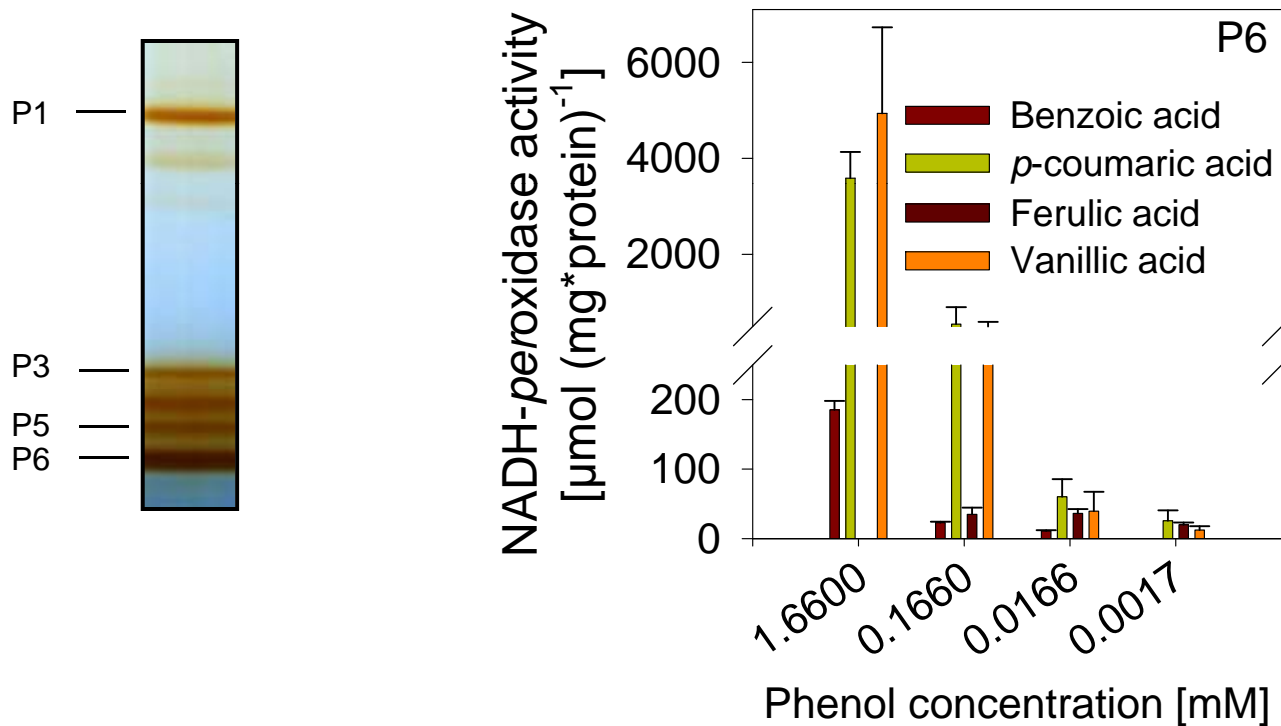 P1
P3
P5
P6
NADH-peroxidase activity
[µmol (mg*protein)-1]
6000
4000
2000
200
100
0
P6
Benzoic acid
p-coumaric acid
Ferulic acid
Vanillic acid
1.6600
0.1660
0.0166
0.0017
Phenol concentration [mM]